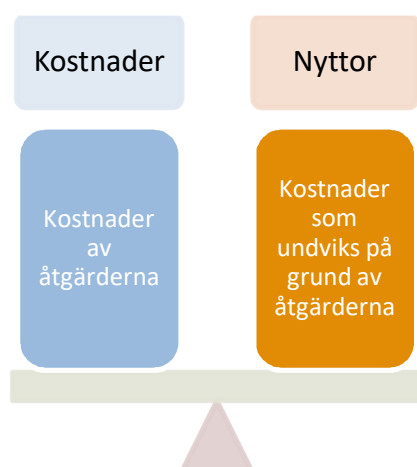 Kostnader
Nyttor
Kostnader
av
åtgärderna
Kostnader
som
undviks på
grund av
åtgärderna